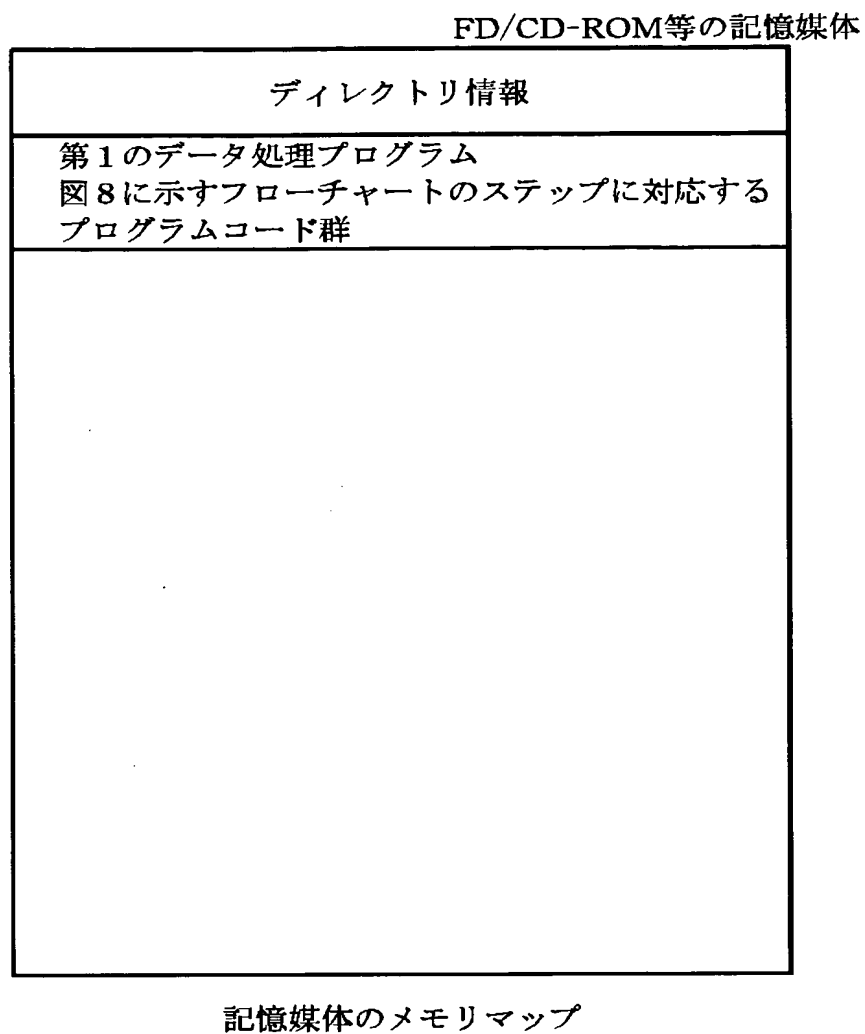 FD/CD-ROM等の記憶媒体
ディレクトリ情報
第1のデータ処理プログラム
図8に示すフローチャートのステップに対応する
プログラムコード群
記憶媒体のメモリマップ